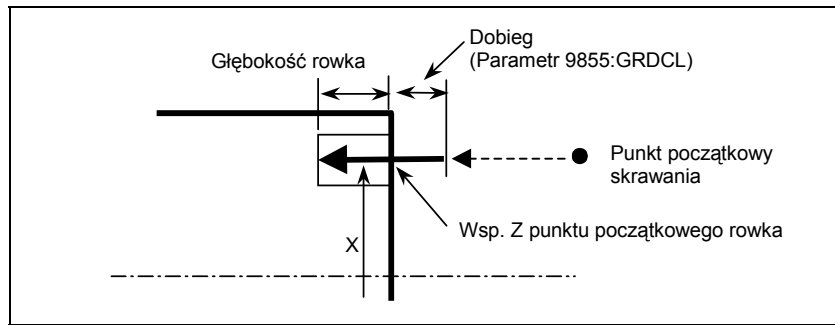 Dobieg
(Parametr 9855:GRDCL)
Głębokość rowka
Punkt początkowy
skrawania
Wsp. Z punktu początkowego rowka
X